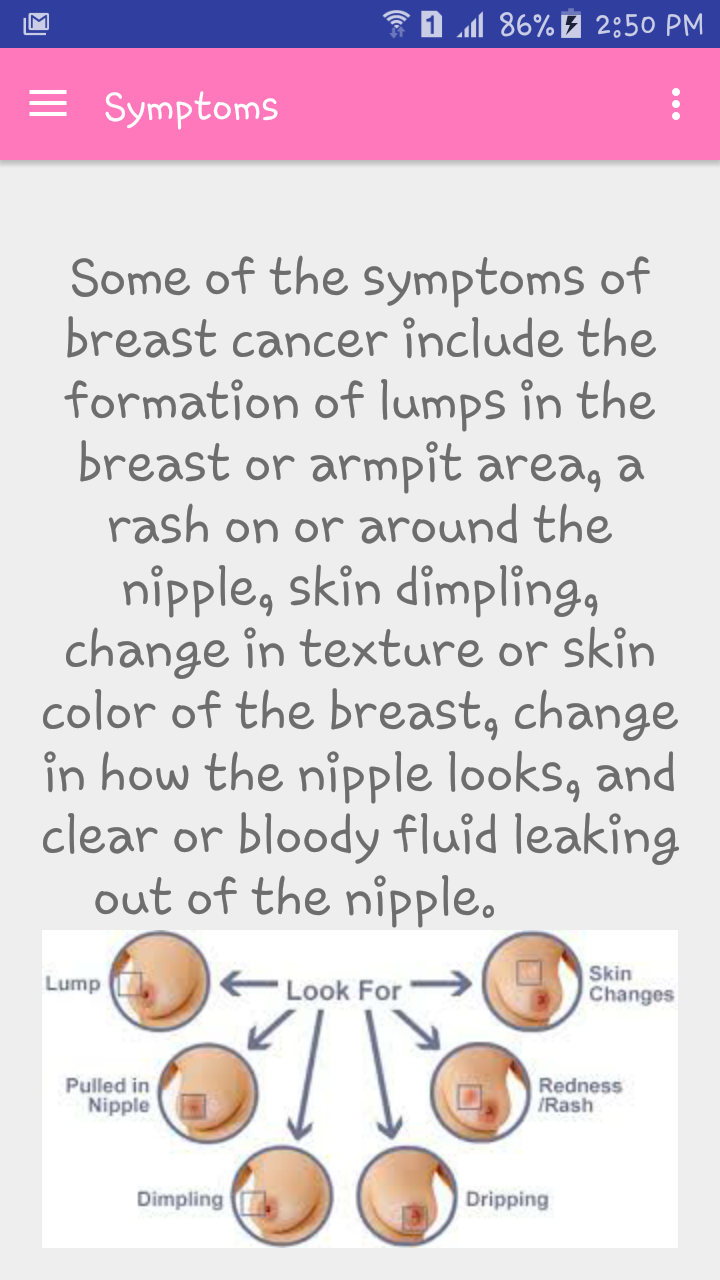 1 86% 2:50 PM
Symptoms
Some of the symptoms of
breast cancer include the
formation of lumps in the
breast or armpit area, a
rash on or around the
nipple, skin dimpling,
change in texture or skin
color of the breast, change
in how the nipple looks, and
clear or bloody fluid leaking
out of the nipple.
Lump
Look For
Skin
Changes
Pulled in
Nipple
Redness
/Rash
Dimpling
Dripping